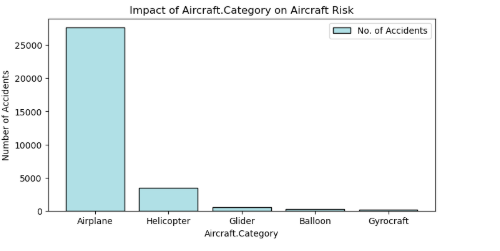 Impact of Aircraft.Category on Aircraft Risk
No. of Accidents
Number of Accidents
25000
20000
15000
10000
5000
0
Airplane
Helicopter
Glider
Balloon
Gyrocraft
Aircraft.Category